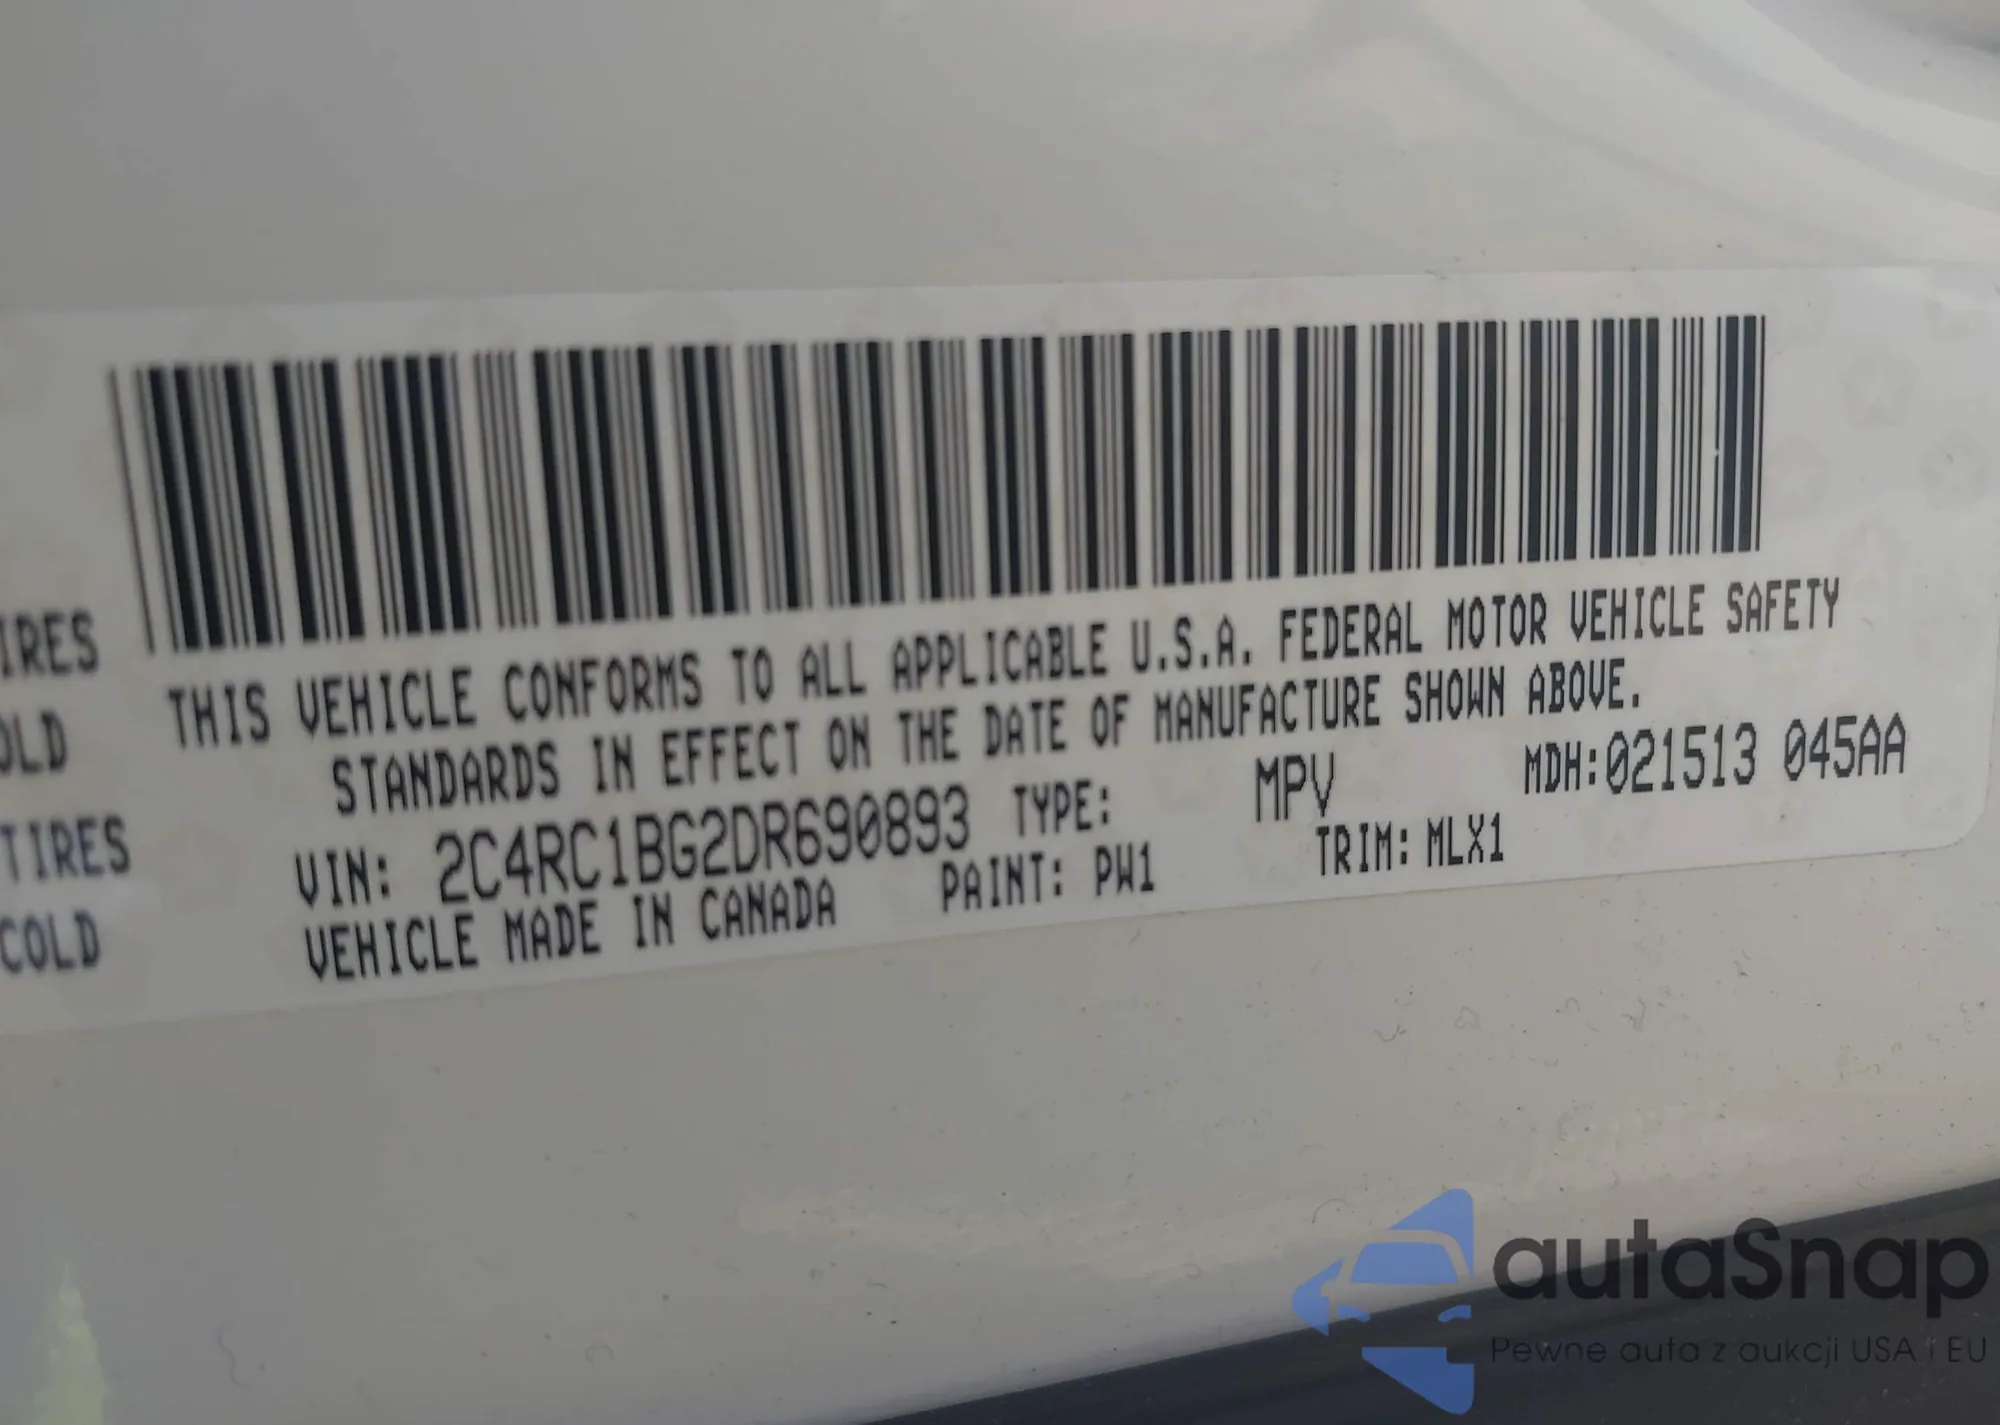 IRES
OLD
TIRES
COLD
THIS VEHICLE CONFORMS TO ALL APPLICABLE U.S.A. FEDERAL MOTOR VEHICLE SAFETY
STANDARDS IN EFFECT ON THE DATE OF MANUFACTURE SHOWN ABOVE.
VIN: 2C4RC1BG2DR690893 TYPE: MPV MDH:021513 045AA
VEHICLE MADE IN CANADA PAINT: PW1 TRIM: MLX1
autaSnap
Pewne auta z aukcji USA i EU